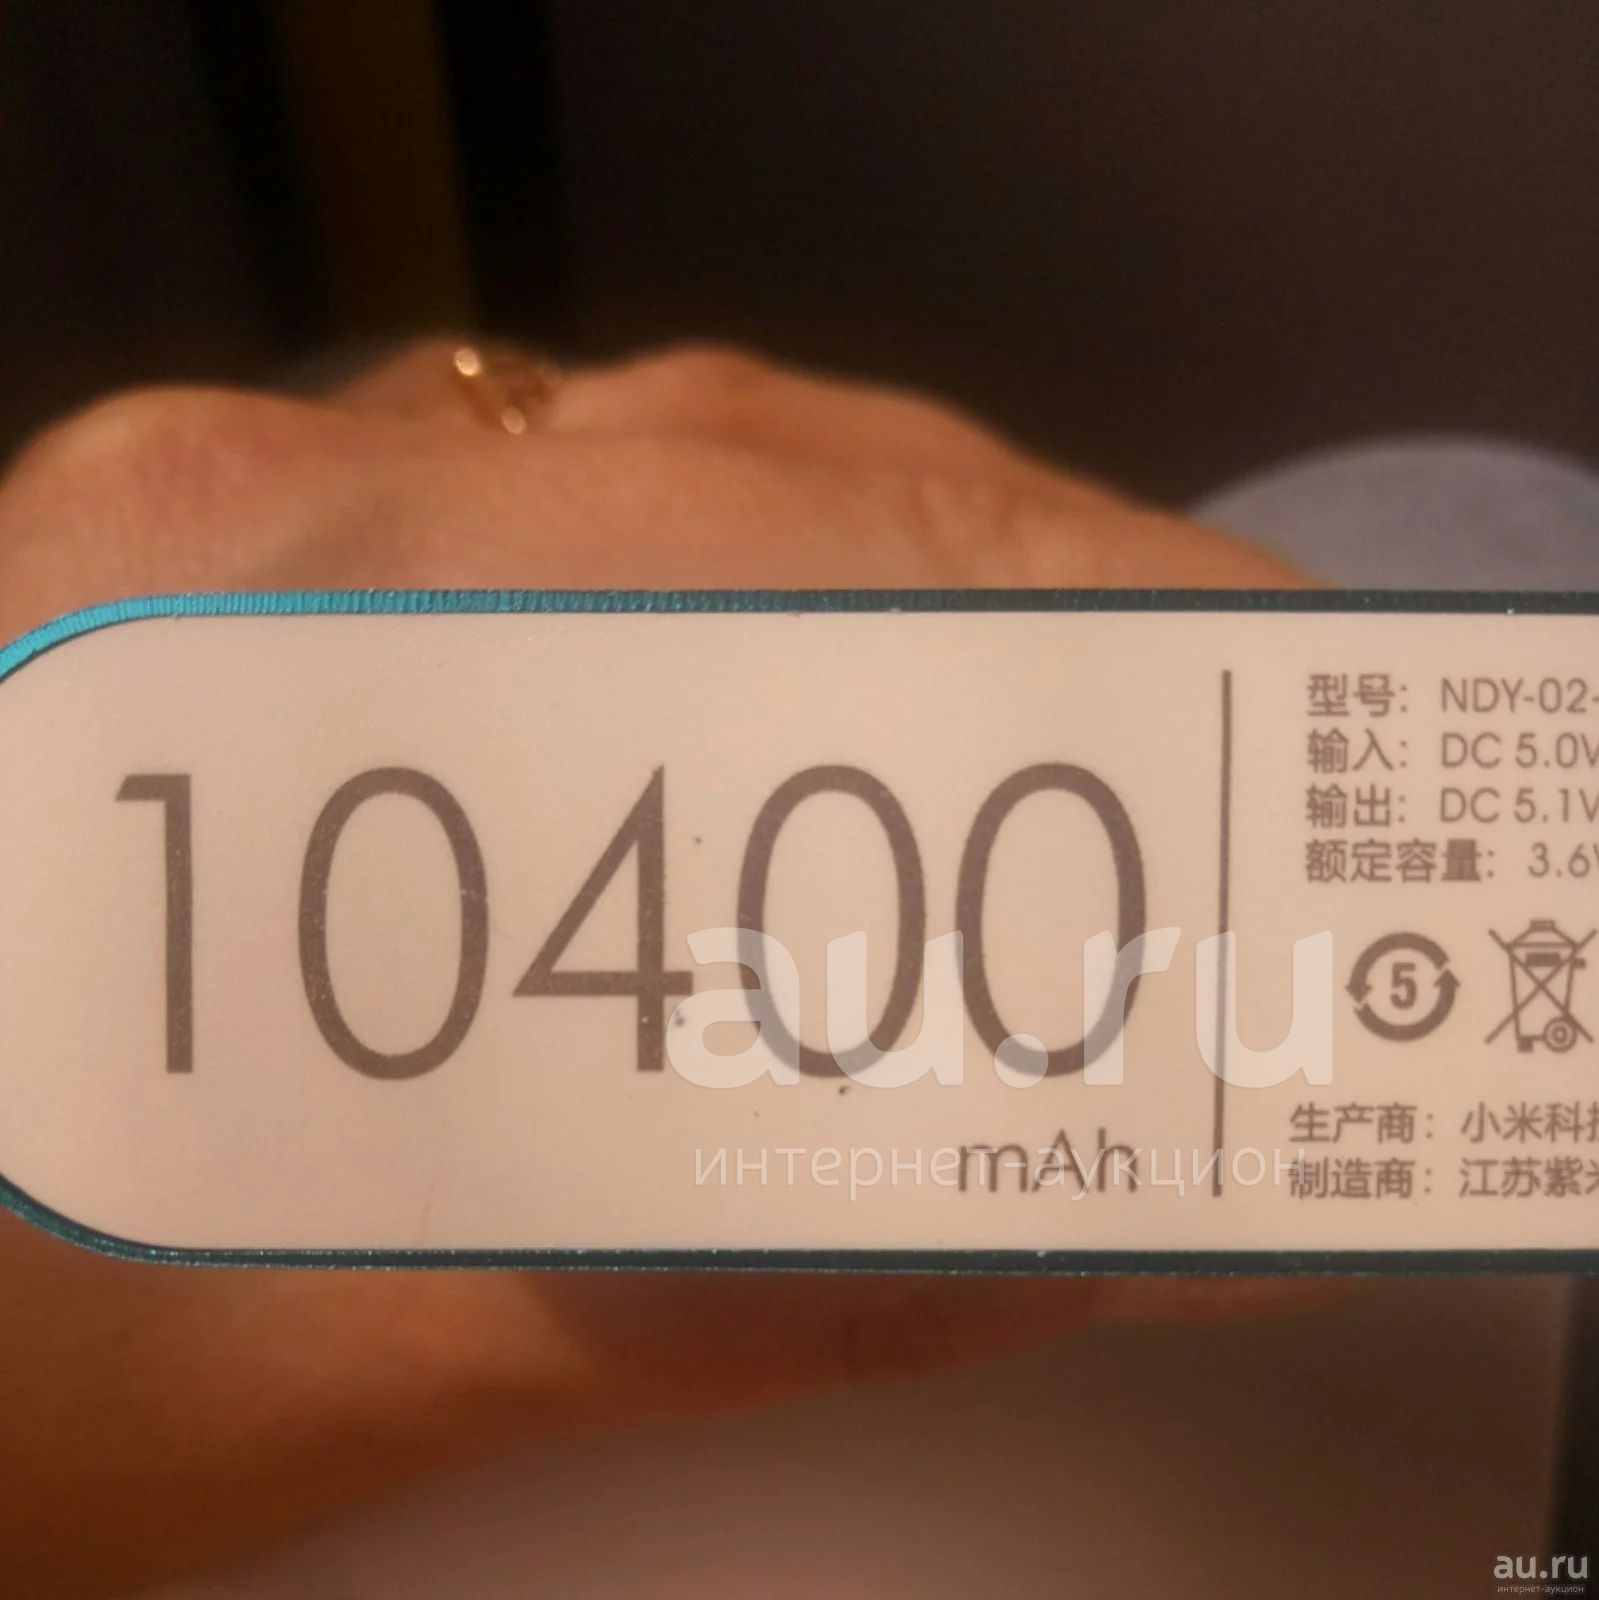 10400
mAh
型号： NDY-02-
输入： DC 5.0V
输出： DC 5.1V
额定容量： 3.6V
5
生产商： 小米科技
制造商： 江苏紫米
au.ru
интернет-аукцион
au.ru
интернет-аукцион